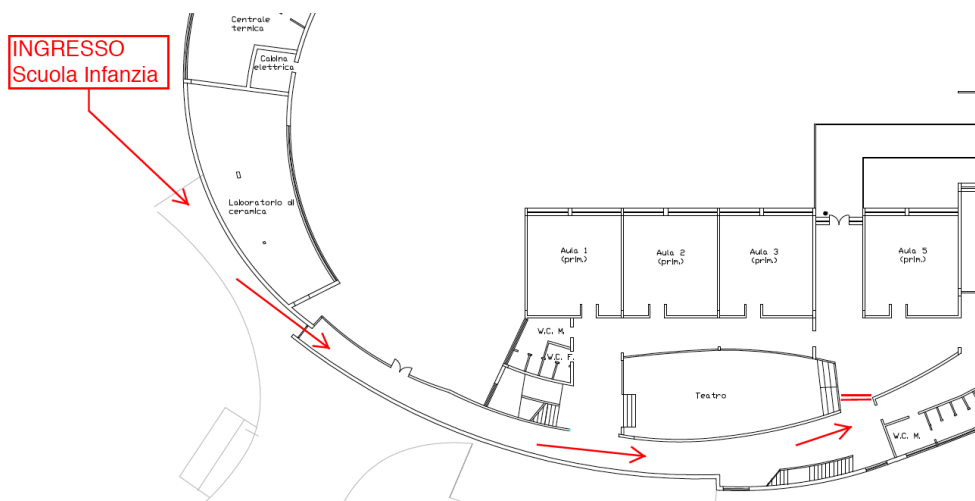 Centrale
termica
INGRESSO
Scuola Infanzia
Cabina
elettrica
Laboratorio di
ceramica
Aula 1
(prim.)
Aula 2
(prim.)
Aula 3
(prim.)
Aula 5
(prim.)
W.C. M.
W.C. F.
Teatro
W.C. M.